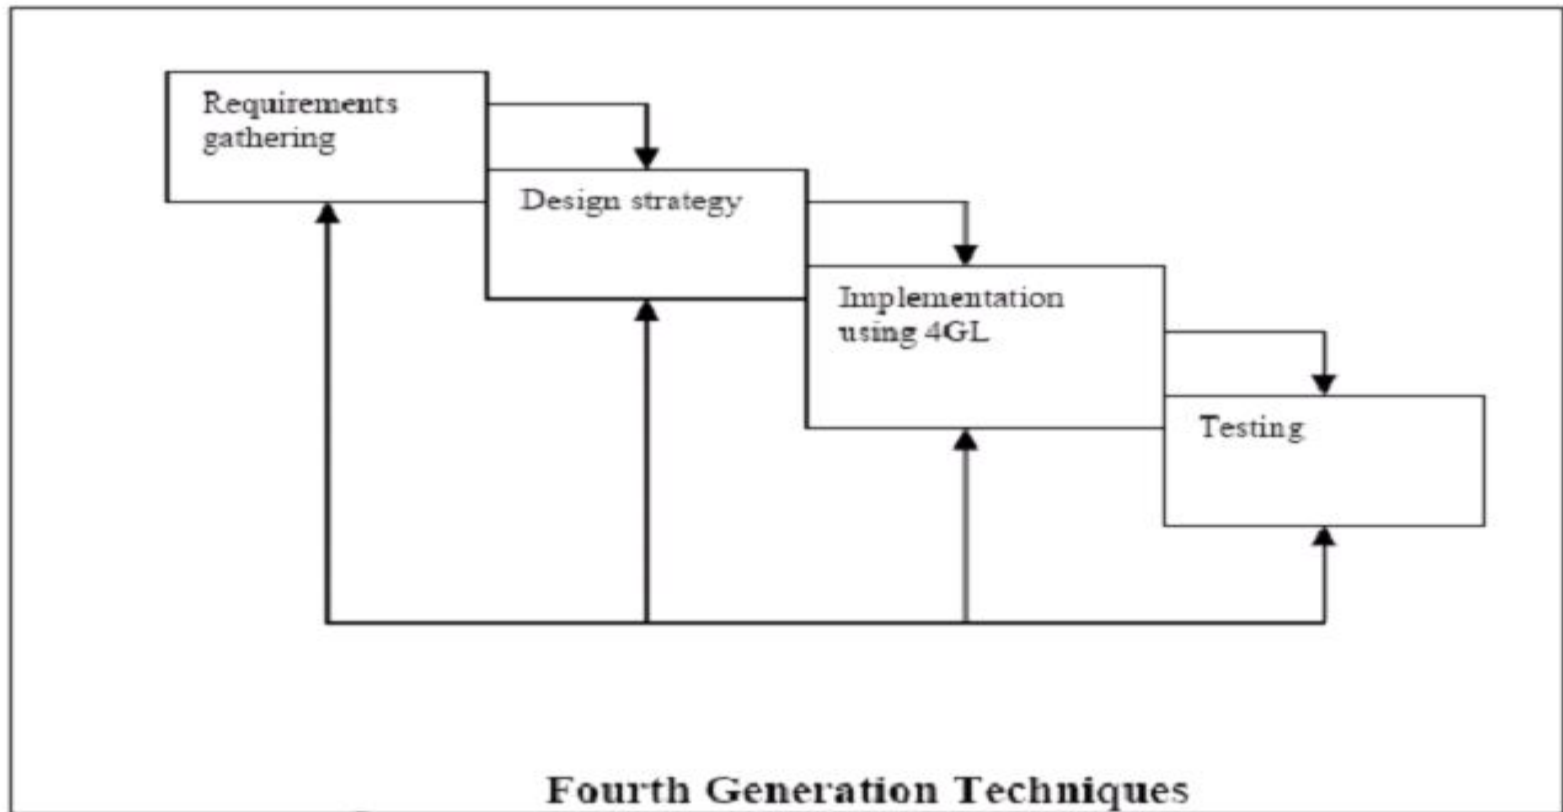 Requirements
gathering
Design strategy
Implementation
using 4GL
Testing
Fourth Generation Techniques